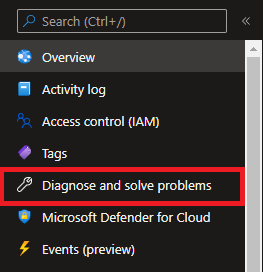 Search (Ctrl+/)
Overview
Activity log
Access control (IAM)
Tags
Diagnose and solve problems
Microsoft Defender for Cloud
Events (preview)